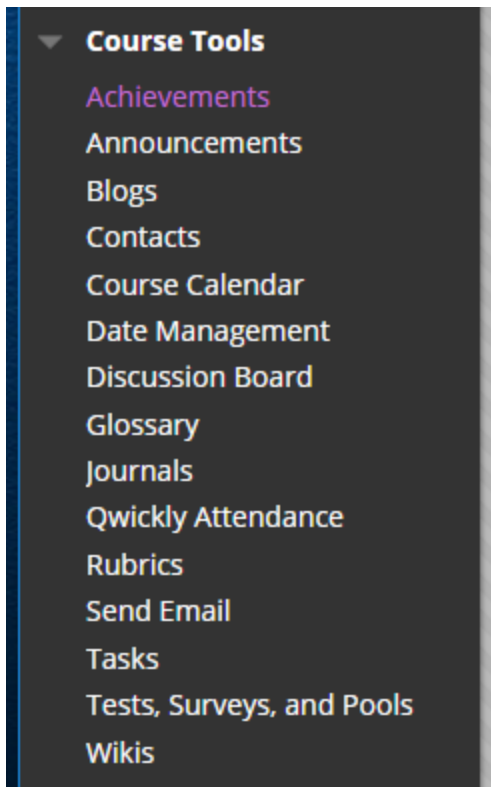 Course Tools
Achievements
Announcements
Blogs
Contacts
Course Calendar
Date Management
Discussion Board
Glossary
Journals
Qwickly Attendance
Rubrics
Send Email
Tasks
Tests, Surveys, and Pools
Wikis